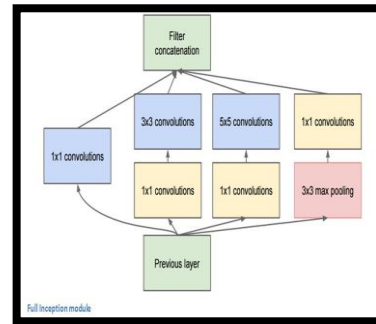 Filter
concatenation
3x3 convolutions
5x5 convolutions
1x1 convolutions
1x1 convolutions
1x1 convolutions
1x1 convolutions
3x3 max pooling
Previous layer
Full Inception module